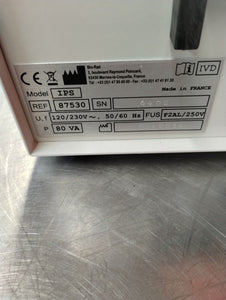 Bio-Rad
3, boulevard Raymond Poincaré,
92430 Marnes-la-Coquette, France
IVD
Model IPS
Made in FRANCE
REF 87530 SN
U, f 120/230V~, 50/60 Hz FUS F2AL/250V
P 80 VA